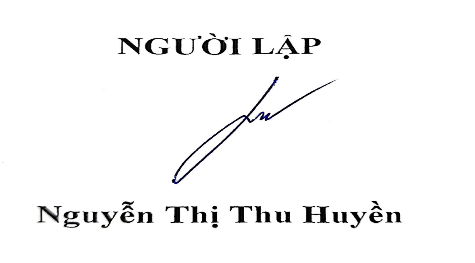 NGƯỜI LẬP
Nguyễn Thị Thu Huyền